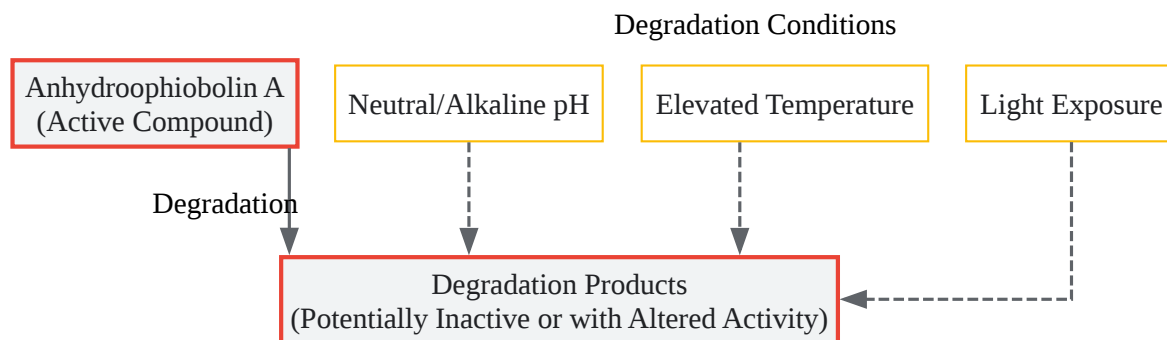 Degradation Conditions
Anhydroophiobolin A
(Active Compound)
Neutral/Alkaline pH
Elevated Temperature
Light Exposure
Degradation
Degradation Products
(Potentially Inactive or with Altered Activity)